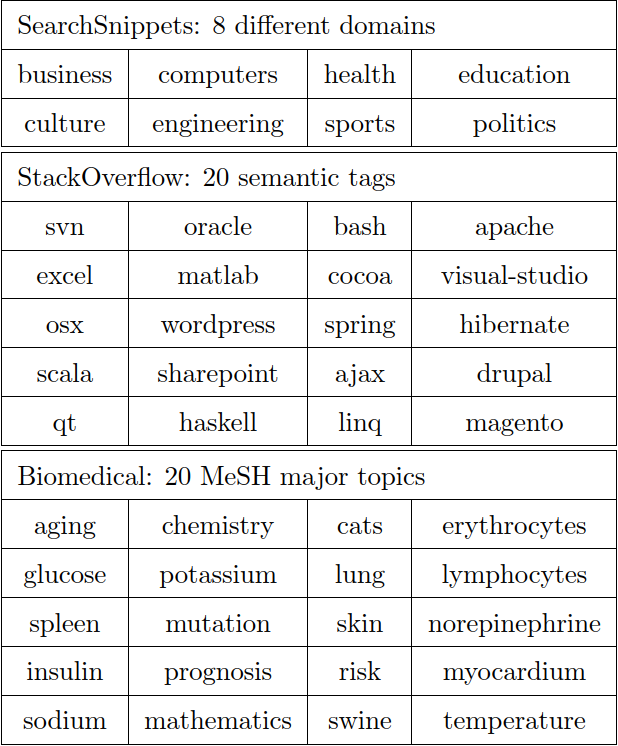 SearchSnippets: 8 different domains
business computers health education
culture engineering sports politics
StackOverflow: 20 semantic tags
svn oracle bash apache
excel matlab cocoa visual-studio
osx wordpress spring hibernate
scala sharepoint ajax drupal
qt haskell linq magento
Biomedical: 20 MeSH major topics
aging chemistry cats erythrocytes
glucose potassium lung lymphocytes
spleen mutation skin norepinephrine
insulin prognosis risk myocardium
sodium mathematics swine temperature